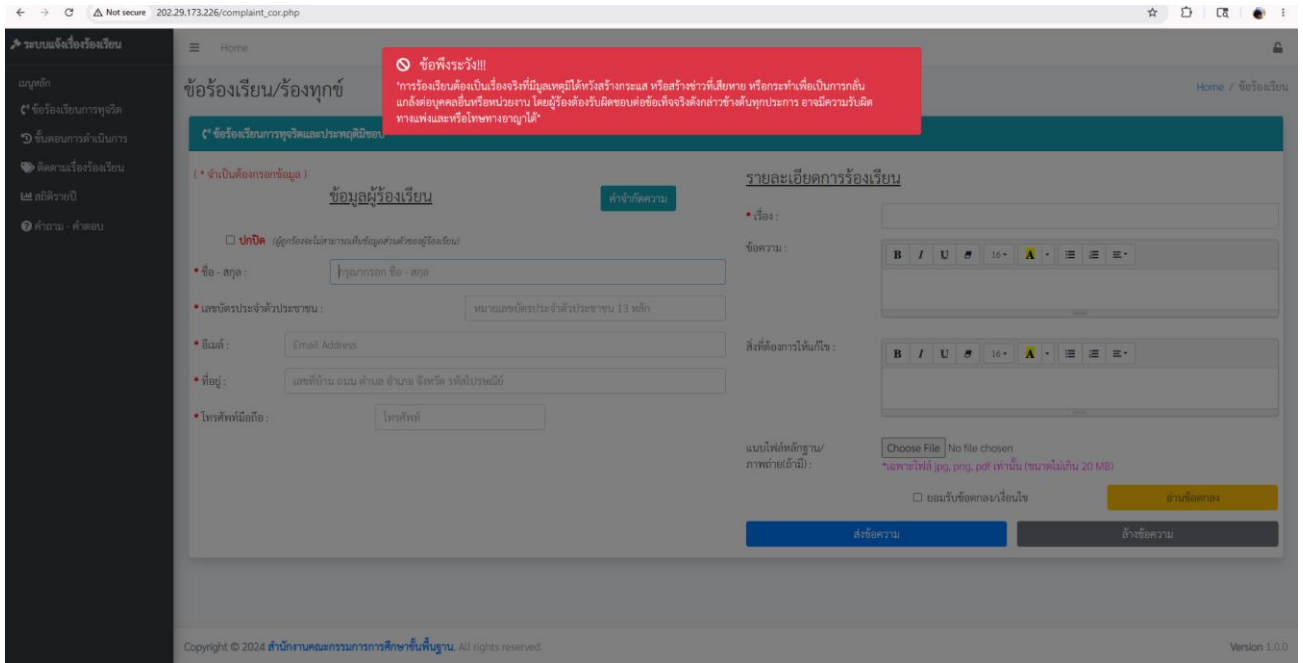 Not secure 202.29.173.226/complaint_cor.php
ระบบแจ้งเรื่องร้องเรียน
Home
เมนูหลัก
ข้อร้องเรียนการทุจริต
ขั้นตอนการดำเนินการ
ติดตามเรื่องร้องเรียน
สถิติรายปี
คำถาม - คำตอบ
ข้อพึงระวัง!!!
"การร้องเรียนต้องเป็นเรื่องจริงที่มีมูลเหตุมิได้หวังสร้างกระแส หรือสร้างข่าวที่เสียหาย หรือกระทำเพื่อเป็นการกลั่น
แกล้งต่อบุคคลอื่นหรือหน่วยงาน โดยผู้ร้องต้องรับผิดชอบต่อข้อเท็จจริงดังกล่าวข้างต้นทุกประการ อาจมีความรับผิด
ทางแพ่งและหรือโทษทางอาญาได้"
ข้อร้องเรียน/ร้องทุกข์
Home / ข้อร้องเรียน
ข้อร้องเรียนการทุจริตและประพฤติมิชอบ
( * จำเป็นต้องกรอกข้อมูล )
ข้อมูลผู้ร้องเรียน
คำจำกัดความ
ปกปิด (ผู้ถูกร้องจะไม่สามารถเห็นข้อมูลส่วนตัวของผู้ร้องเรียน)
* ชื่อ - สกุล : กรุณากรอก ชื่อ - สกุล
* เลขบัตรประจำตัวประชาชน : หมายเลขบัตรประจำตัวประชาชน 13 หลัก
* อีเมล์ : Email Address
* ที่อยู่ : เลขที่บ้าน ถนน ตำบล อำเภอ จังหวัด รหัสไปรษณีย์
* โทรศัพท์มือถือ : โทรศัพท์
รายละเอียดการร้องเรียน
* เรื่อง :
ข้อความ :
B I U 16 A
สิ่งที่ต้องการให้แก้ไข :
B I U 16 A
แนบไฟล์หลักฐาน/
ภาพถ่าย(ถ้ามี) :
Choose File No file chosen
*เฉพาะไฟล์ jpg, png, pdf เท่านั้น (ขนาดไม่เกิน 20 MB)
ยอมรับข้อตกลง/เงื่อนไข
อ่านข้อตกลง
ส่งข้อความ
ล้างข้อความ
Copyright © 2024 สำนักงานคณะกรรมการการศึกษาขั้นพื้นฐาน. All rights reserved.
Version 1.0.0